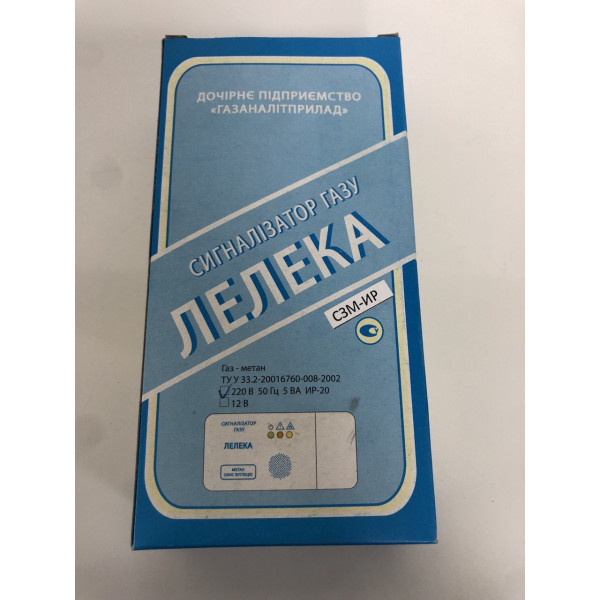 ДОЧІРНЄ ПІДПРИЄМСТВО
«ГАЗАНАЛІТПРИЛАД»
СИГНАЛІЗАТОР ГАЗУ
ЛЕЛЕКА
СЗМ-ИР
Газ - метан
ТУ У 33.2-20016760-008-2002
220 В 50 Гц 5 ВА ИР-20
12 В
СИГНАЛІЗАТОР
ГАЗУ
ЛЕЛЕКА
МЕТАН